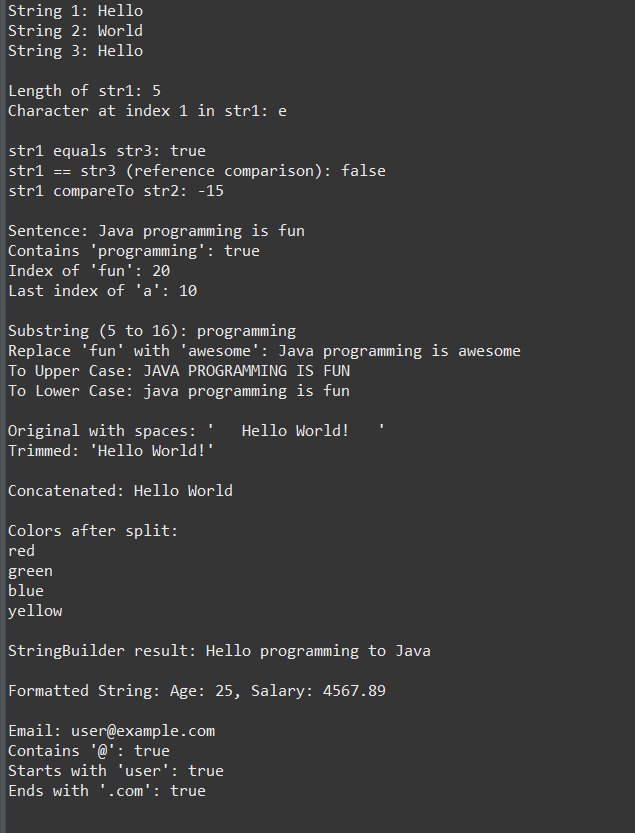 String 1: Hello
String 2: World
String 3: Hello

Length of str1: 5
Character at index 1 in str1: e

str1 equals str3: true
str1 == str3 (reference comparison): false
str1 compareTo str2: -15

Sentence: Java programming is fun
Contains 'programming': true
Index of 'fun': 20
Last index of 'a': 10

Substring (5 to 16): programming
Replace 'fun' with 'awesome': Java programming is awesome
To Upper Case: JAVA PROGRAMMING IS FUN
To Lower Case: java programming is fun

Original with spaces: '   Hello World!   '
Trimmed: 'Hello World!'

Concatenated: Hello World

Colors after split:
red
green
blue
yellow

StringBuilder result: Hello programming to Java

Formatted String: Age: 25, Salary: 4567.89

Email: user@example.com
Contains '@': true
Starts with 'user': true
Ends with '.com': true